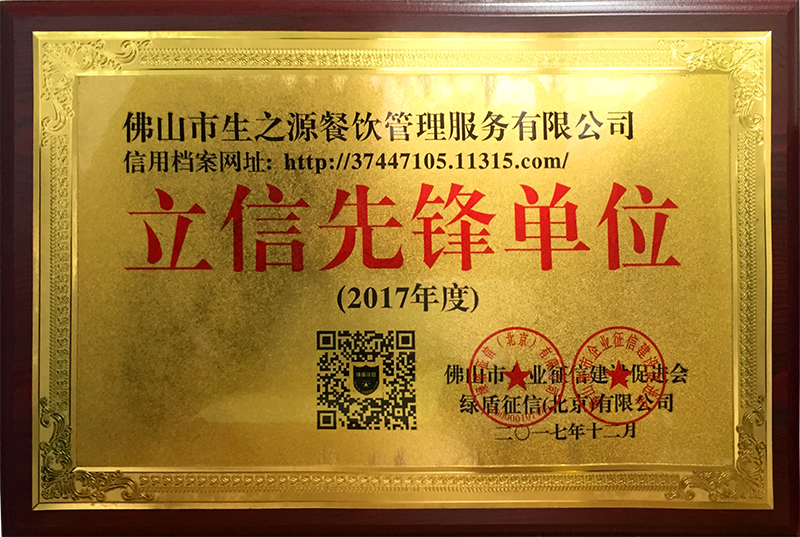 佛山市生之源餐饮管理服务有限公司
信用档案网址: http://37447105.11315.com/
立信先锋单位
(2017年度)
佛山市企业征信建设促进会
绿盾征信(北京)有限公司
二〇一七年十二月